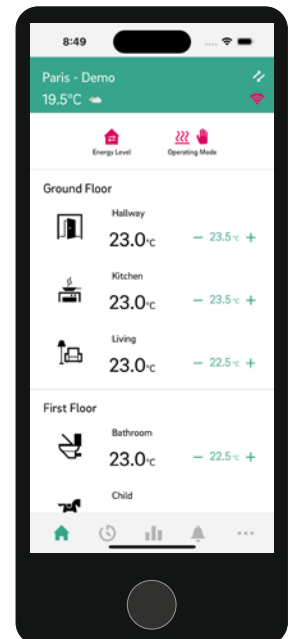 8:49
Paris - Demo
19.5°C
Energy Level
Operating Mode
Ground Floor
Hallway
23.0°C
− 23.5°C +
Kitchen
23.0°C
− 23.5°C +
Living
23.0°C
− 22.5°C +
First Floor
Bathroom
23.0°C
− 22.5°C +
Child